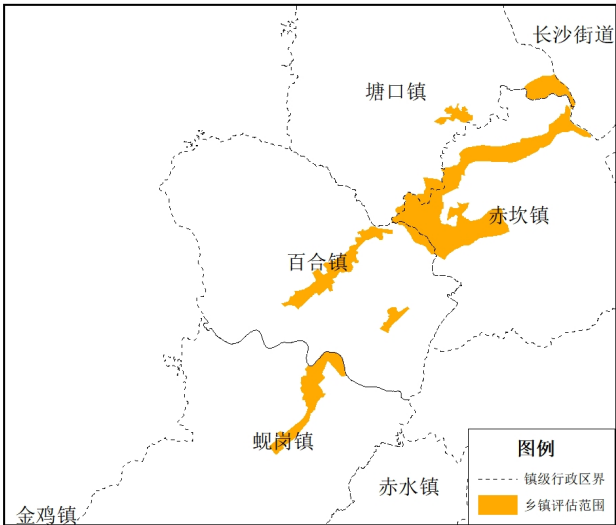 长沙街道
塘口镇
赤坎镇
百合镇
蚬岗镇
赤水镇
金鸡镇
图例
镇级行政区界
乡镇评估范围